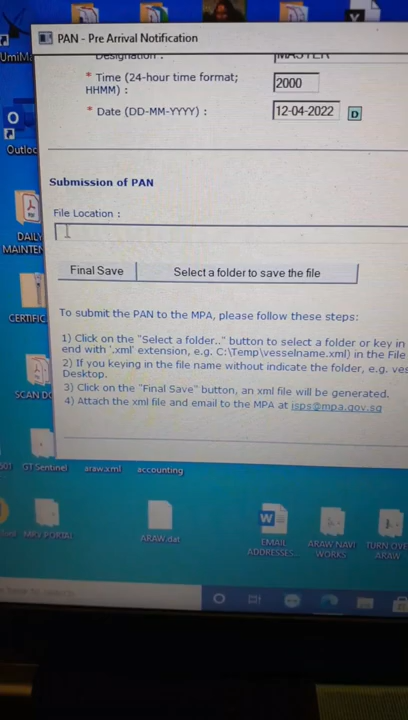 PAN - Pre Arrival Notification
Designation :
MASTER
* Time (24-hour time format;
HHMM) :
2000
* Date (DD-MM-YYYY) :
12-04-2022
D
Submission of PAN
File Location :
Final Save
Select a folder to save the file
To submit the PAN to the MPA, please follow these steps:
1) Click on the "Select a folder.." button to select a folder or key in
end with '.xml' extension, e.g. C:\Temp\vesselname.xml) in the File
2) If you keying in the file name without indicate the folder, e.g. ves
Desktop.
3) Click on the "Final Save" button, an xml file will be generated.
4) Attach the xml file and email to the MPA at isps@mpa.gov.sg
UmiMa
Outloo
DAILY
MAINTEN
CERTIFIC
SCAN DO
GTSentinel
araw.xml
accounting
MKV PORTAL
ARAW.dat
EMAIL
ADDRESSES...
ARAW NAVI
WORKS
TURN OVE
ARAW